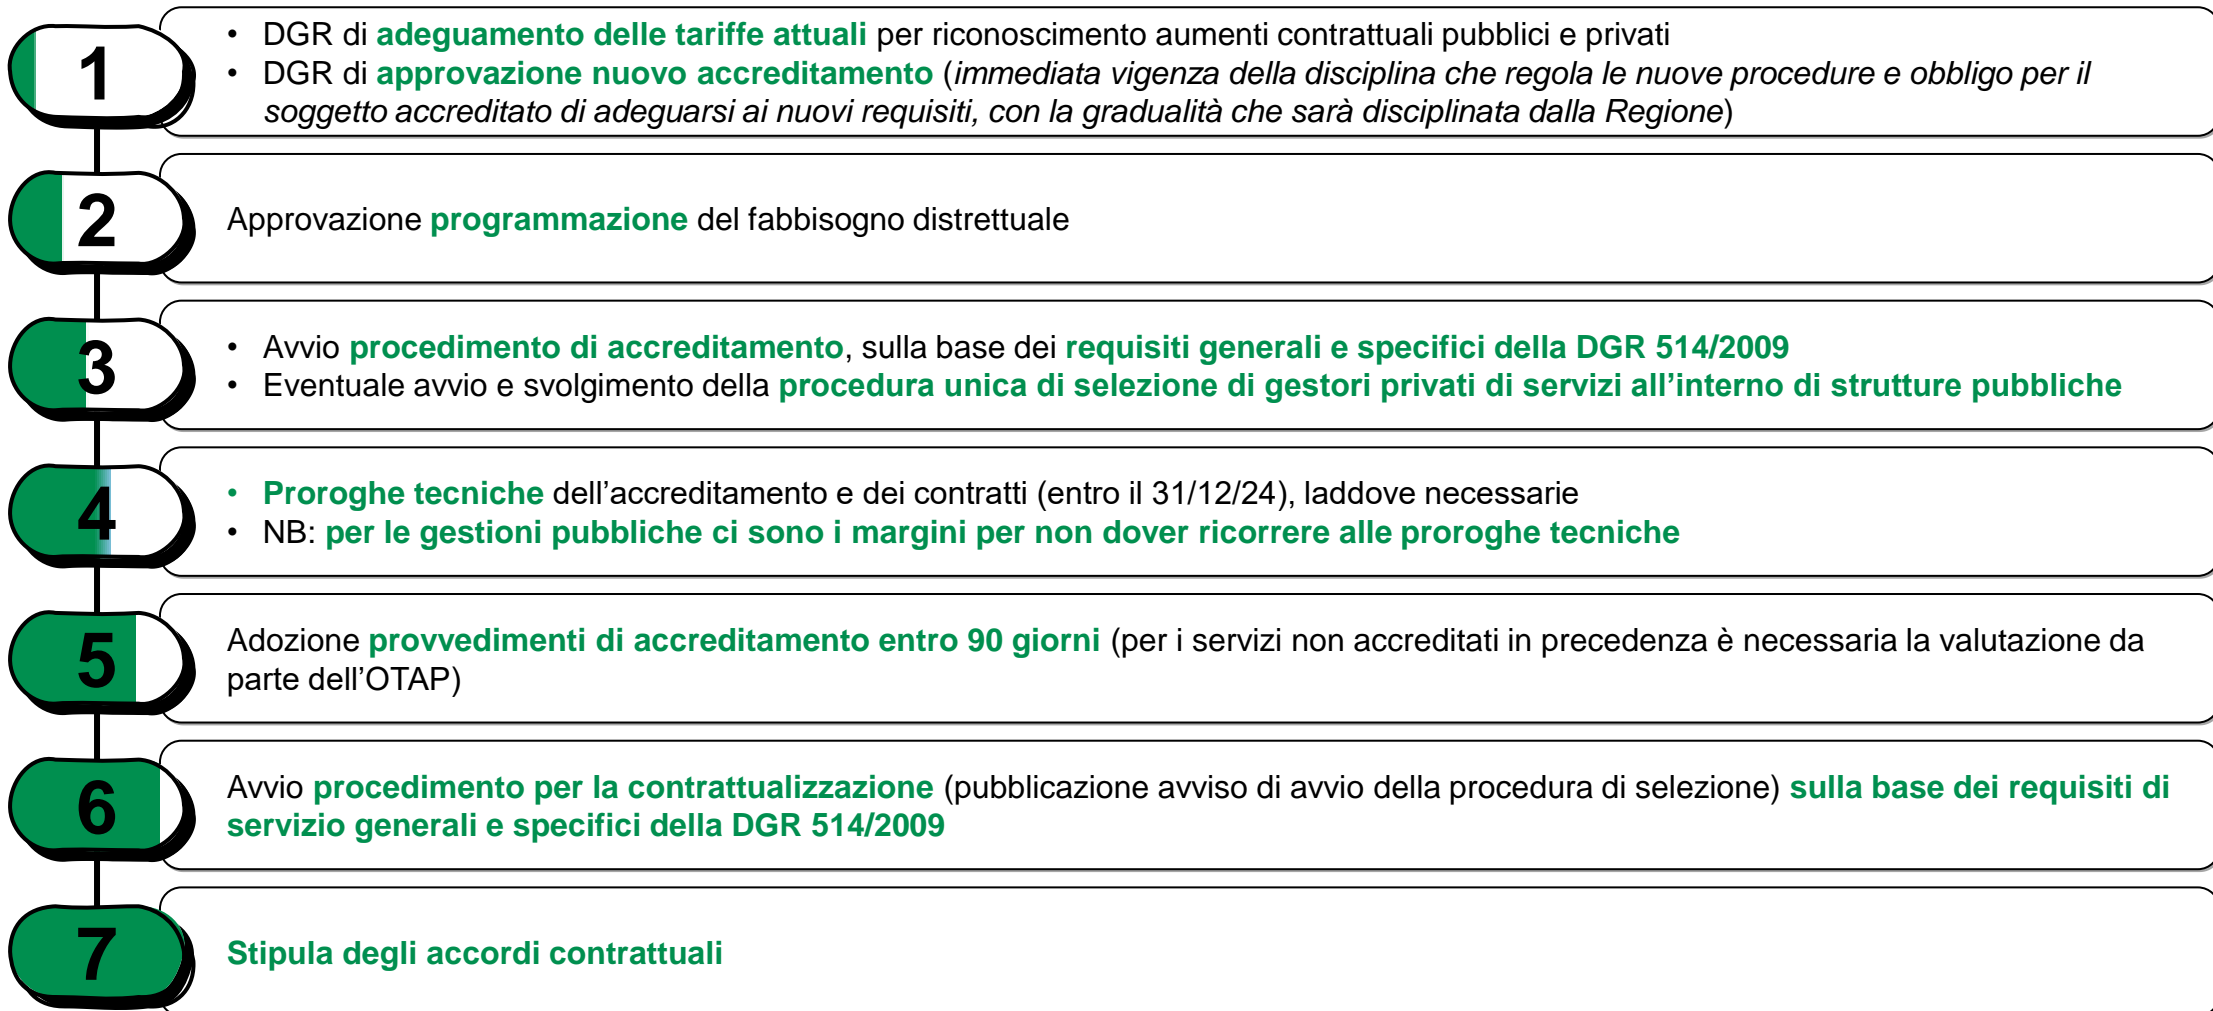 1
• DGR di adeguamento delle tariffe attuali per riconoscimento aumenti contrattuali pubblici e privati
• DGR di approvazione nuovo accreditamento (immediata vigenza della disciplina che regola le nuove procedure e obbligo per il
soggetto accreditato di adeguarsi ai nuovi requisiti, con la gradualità che sarà disciplinata dalla Regione)
2
Approvazione programmazione del fabbisogno distrettuale
3
• Avvio procedimento di accreditamento, sulla base dei requisiti generali e specifici della DGR 514/2009
• Eventuale avvio e svolgimento della procedura unica di selezione di gestori privati di servizi all’interno di strutture pubbliche
4
• Proroghe tecniche dell’accreditamento e dei contratti (entro il 31/12/24), laddove necessarie
• NB: per le gestioni pubbliche ci sono i margini per non dover ricorrere alle proroghe tecniche
5
Adozione provvedimenti di accreditamento entro 90 giorni (per i servizi non accreditati in precedenza è necessaria la valutazione da
parte dell’OTAP)
6
Avvio procedimento per la contrattualizzazione (pubblicazione avviso di avvio della procedura di selezione) sulla base dei requisiti di
servizio generali e specifici della DGR 514/2009
7
Stipula degli accordi contrattuali